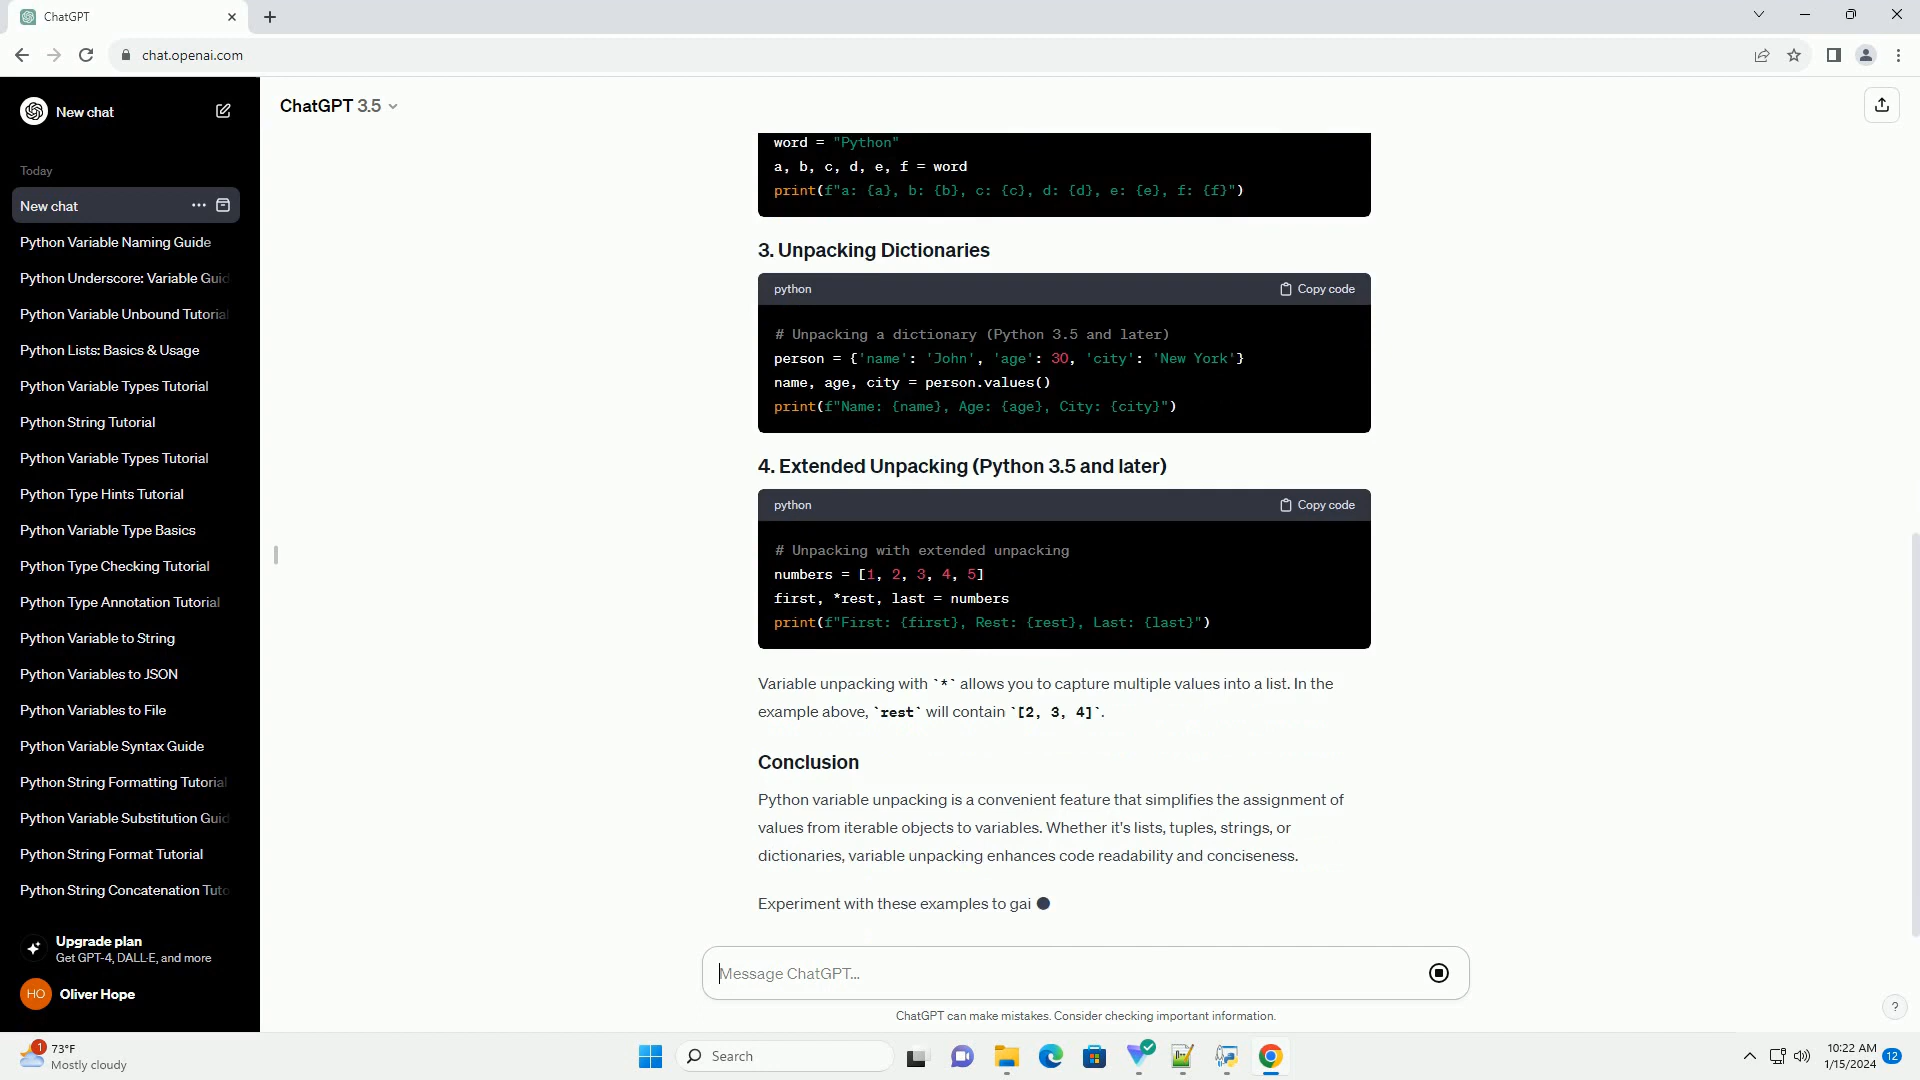 ChatGPT
chat.openai.com
New chat
Today
New chat
Python Variable Naming Guide
Python Underscore: Variable Guid
Python Variable Unbound Tutorial
Python Lists: Basics & Usage
Python Variable Types Tutorial
Python String Tutorial
Python Variable Types Tutorial
Python Type Hints Tutorial
Python Variable Type Basics
Python Type Checking Tutorial
Python Type Annotation Tutorial
Python Variable to String
Python Variables to JSON
Python Variables to File
Python Variable Syntax Guide
Python String Formatting Tutorial
Python Variable Substitution Guid
Python String Format Tutorial
Python String Concatenation Tuto
Upgrade plan
Get GPT-4, DALL·E, and more
HO
Oliver Hope
ChatGPT 3.5
word = "Python"
a, b, c, d, e, f = word
print(f"a: {a}, b: {b}, c: {c}, d: {d}, e: {e}, f: {f}")
3. Unpacking Dictionaries
python Copy code
# Unpacking a dictionary (Python 3.5 and later)
person = {'name': 'John', 'age': 30, 'city': 'New York'}
name, age, city = person.values()
print(f"Name: {name}, Age: {age}, City: {city}")
4. Extended Unpacking (Python 3.5 and later)
python Copy code
# Unpacking with extended unpacking
numbers = [1, 2, 3, 4, 5]
first, *rest, last = numbers
print(f"First: {first}, Rest: {rest}, Last: {last}")
Variable unpacking with `*` allows you to capture multiple values into a list. In the
example above, `rest` will contain `[2, 3, 4]`.
Conclusion
Python variable unpacking is a convenient feature that simplifies the assignment of
values from iterable objects to variables. Whether it's lists, tuples, strings, or
dictionaries, variable unpacking enhances code readability and conciseness.
Experiment with these examples to gai
Message ChatGPT...
ChatGPT can make mistakes. Consider checking important information.
?
1
73°F
Mostly cloudy
Search
10:22 AM
1/15/2024
12